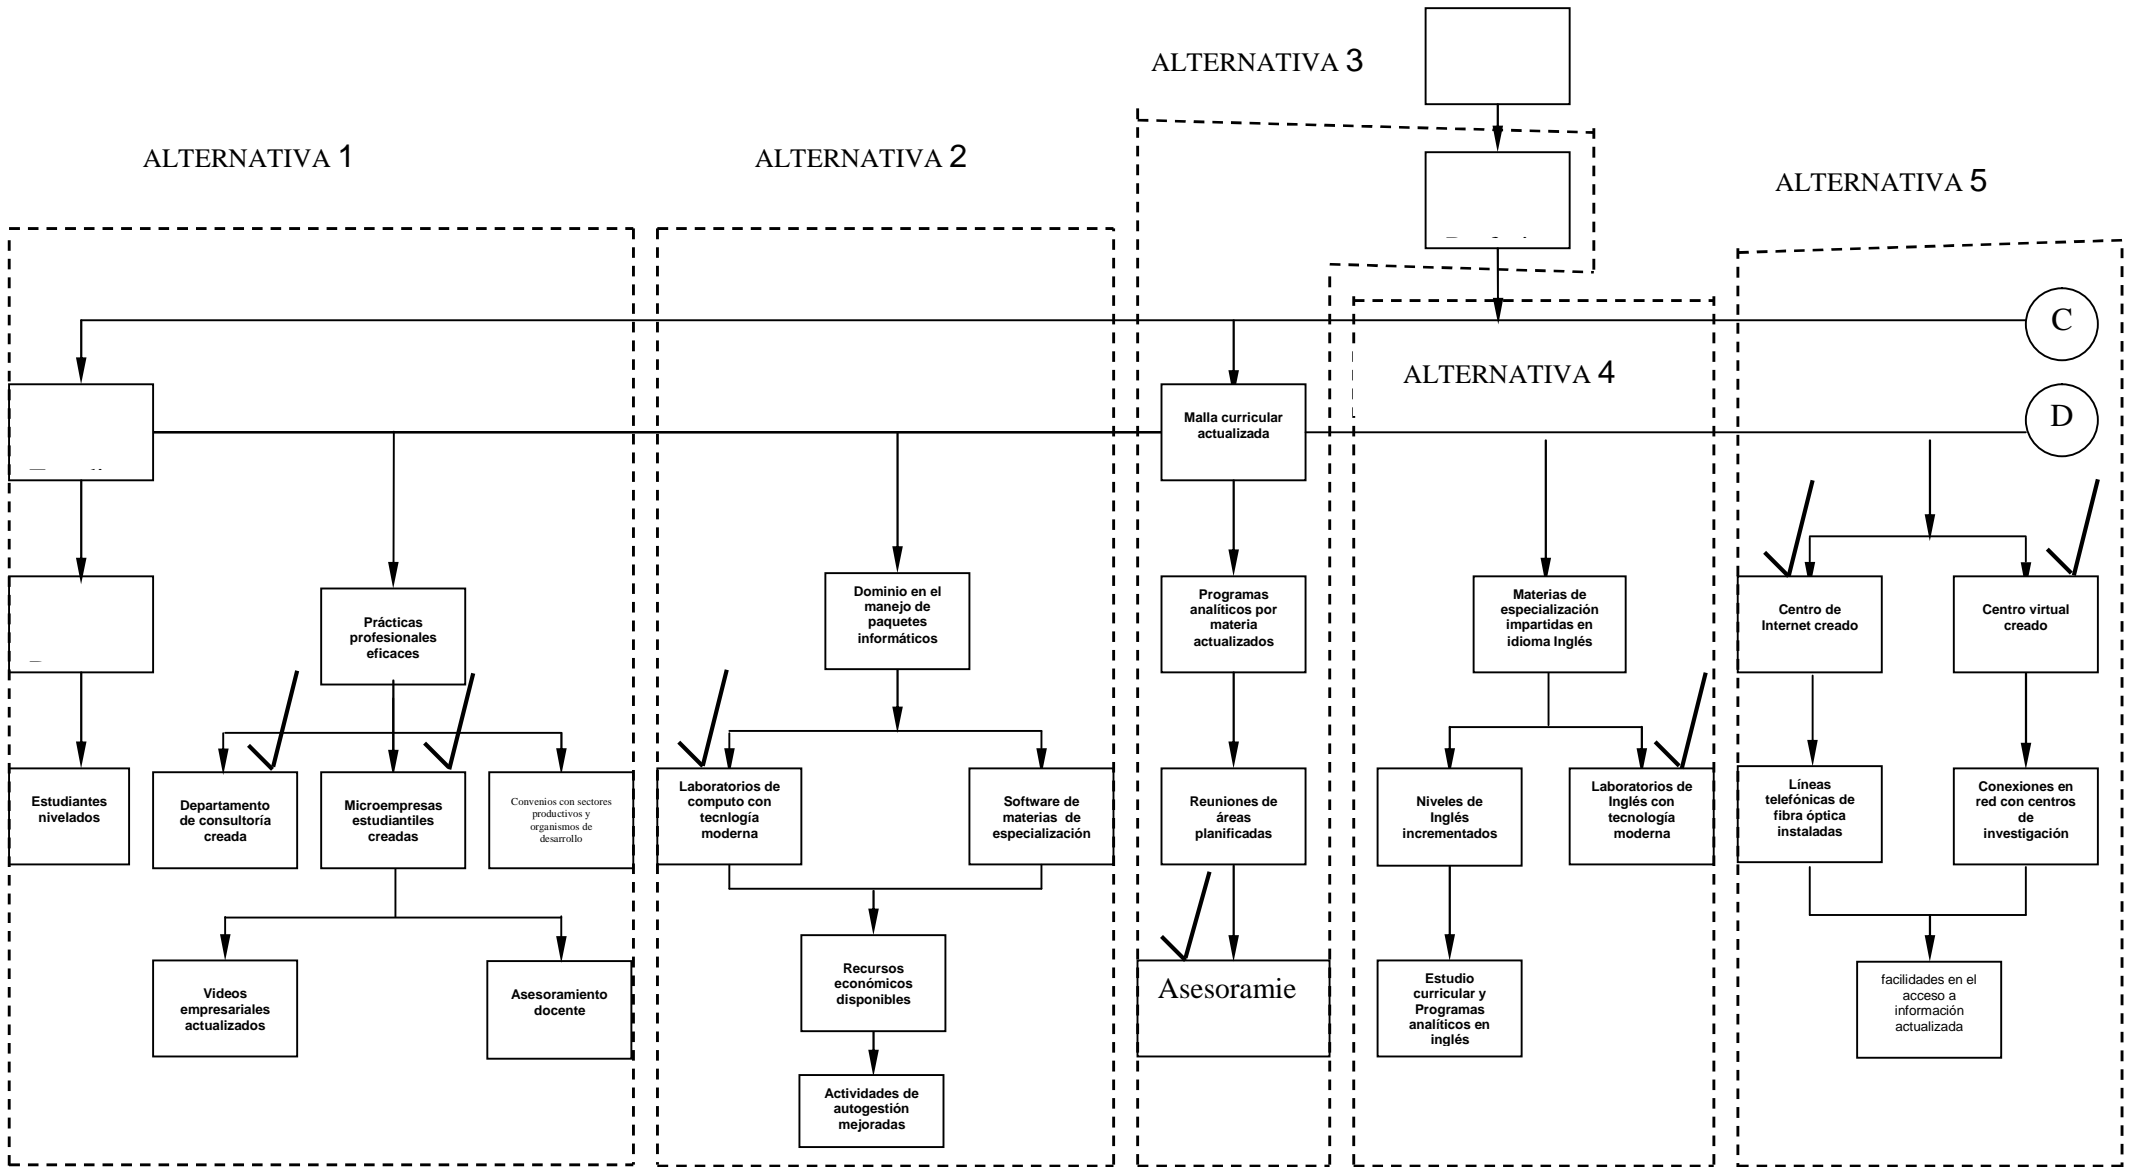 ALTERNATIVA 3
ALTERNATIVA 1
ALTERNATIVA 2
ALTERNATIVA 5
C
ALTERNATIVA 4
D
Malla curricular
actualizada
Prácticas
profesionales
eficaces
Dominio en el
manejo de
paquetes
informáticos
Programas
analíticos por
materia
actualizados
Materias de
especialización
impartidas en
idioma Inglés
Centro de
Internet creado
Centro virtual
creado
Estudiantes
nivelados
Departamento
de consultoría
creada
Microempresas
estudiantiles
creadas
Convenios con sectores
productivos y
organismos de
desarrollo
Laboratorios de
computo con
tecnlogía
moderna
Software de
materias de
especialización
Reuniones de
áreas
planificadas
Niveles de
Inglés
incrementados
Laboratorios de
Inglés con
tecnología
moderna
Líneas
telefónicas de
fibra óptica
instaladas
Conexiones en
red con centros
de
investigación
Videos
empresariales
actualizados
Asesoramiento
docente
Recursos
económicos
disponibles
Asesoramie
Estudio
curricular y
Programas
analíticos en
inglés
facilidades en el
acceso a
información
actualizada
Actividades de
autogestión
mejoradas